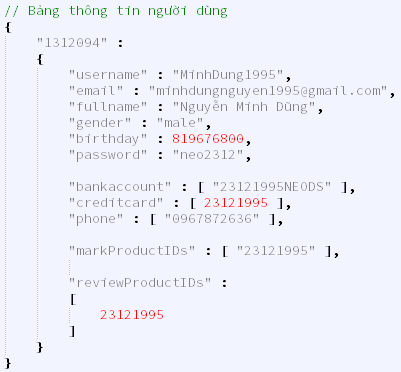 // Bảng thông tin người dùng
{
"1312094" :
{
"username" : "MinhDung1995",
"email" : "minhdungnguyen1995@gmail.com",
"fullname" : "Nguyễn Minh Dũng",
"gender" : "male",
"birthday" : 819676800,
"password" : "neo2312",
"bankaccount" : [ "23121995NEODS" ],
"creditcard" : [ 23121995 ],
"phone" : [ "0967872636" ],
"markProductIDs" : [ "23121995" ],
"reviewProductIDs" :
[
23121995
]
}
}